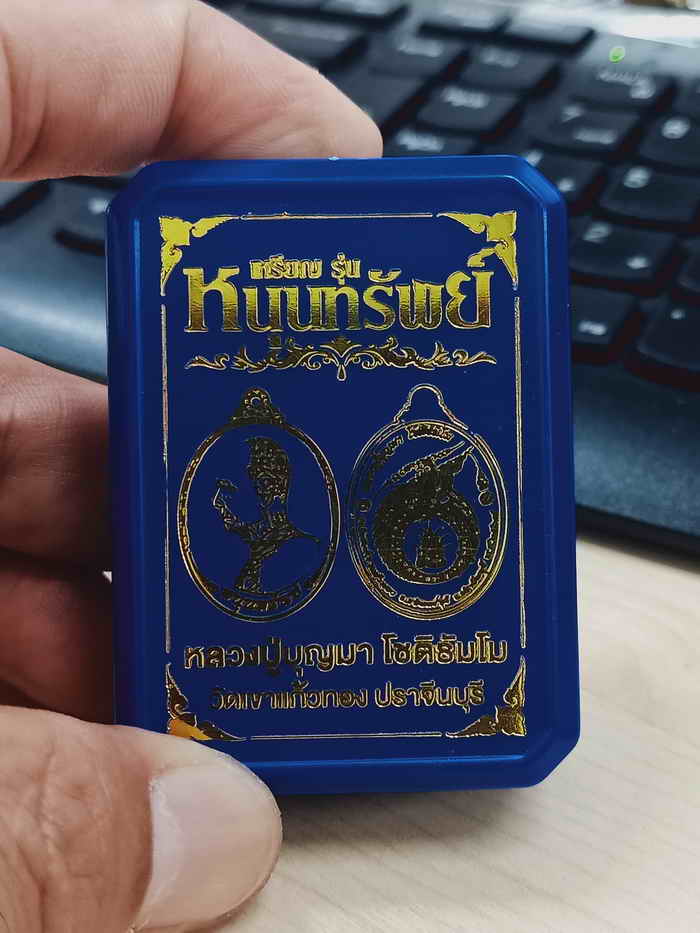 เหรียญ รุ่น
หนุนทรัพย์
หลวงปู่บุญมา โชติธัมโม
วัดเขาแก้วทอง ปราจีนบุรี